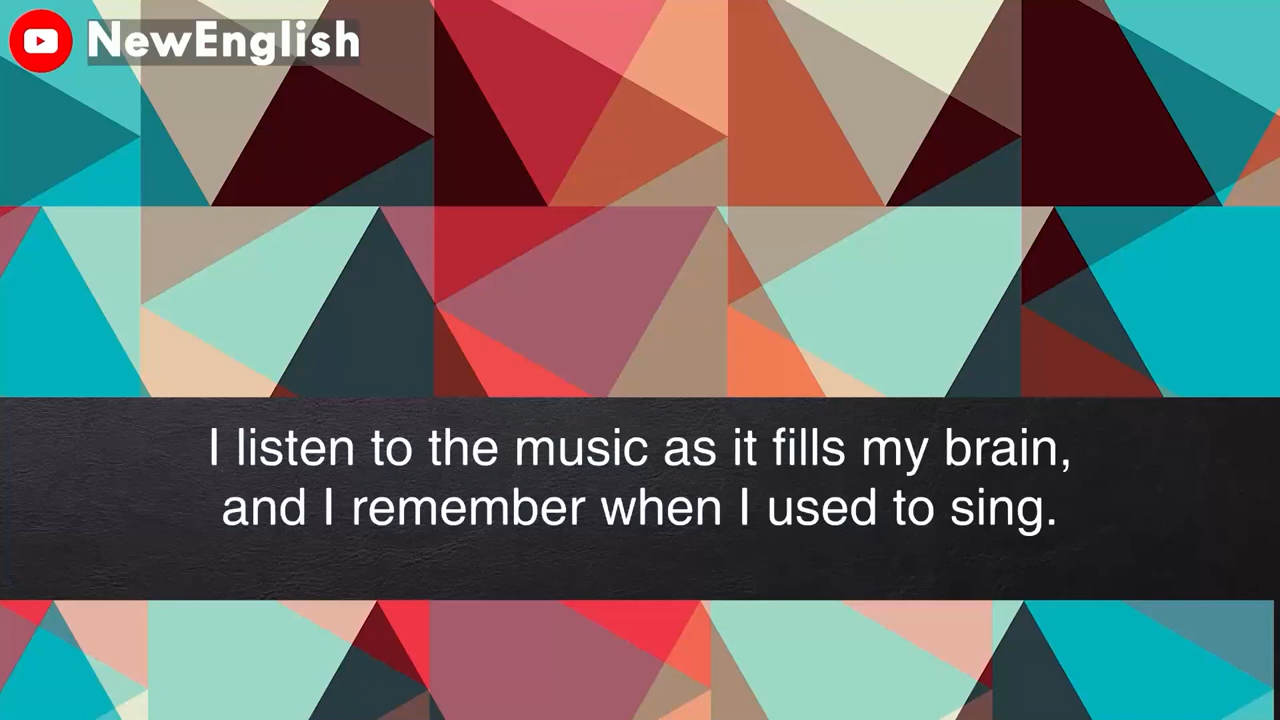 NewEnglish
I listen to the music as it fills my brain,
and I remember when I used to sing.